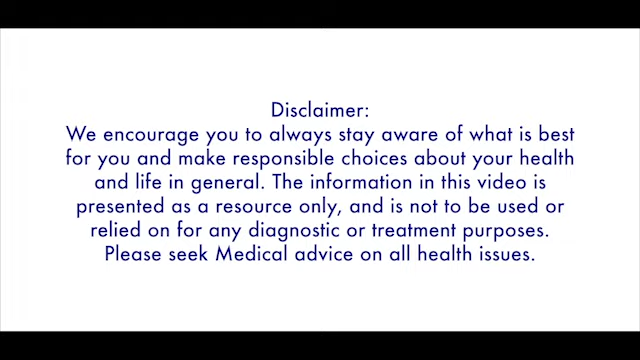 Disclaimer:
We encourage you to always stay aware of what is best
for you and make responsible choices about your health
and life in general. The information in this video is
presented as a resource only, and is not to be used or
relied on for any diagnostic or treatment purposes.
Please seek Medical advice on all health issues.